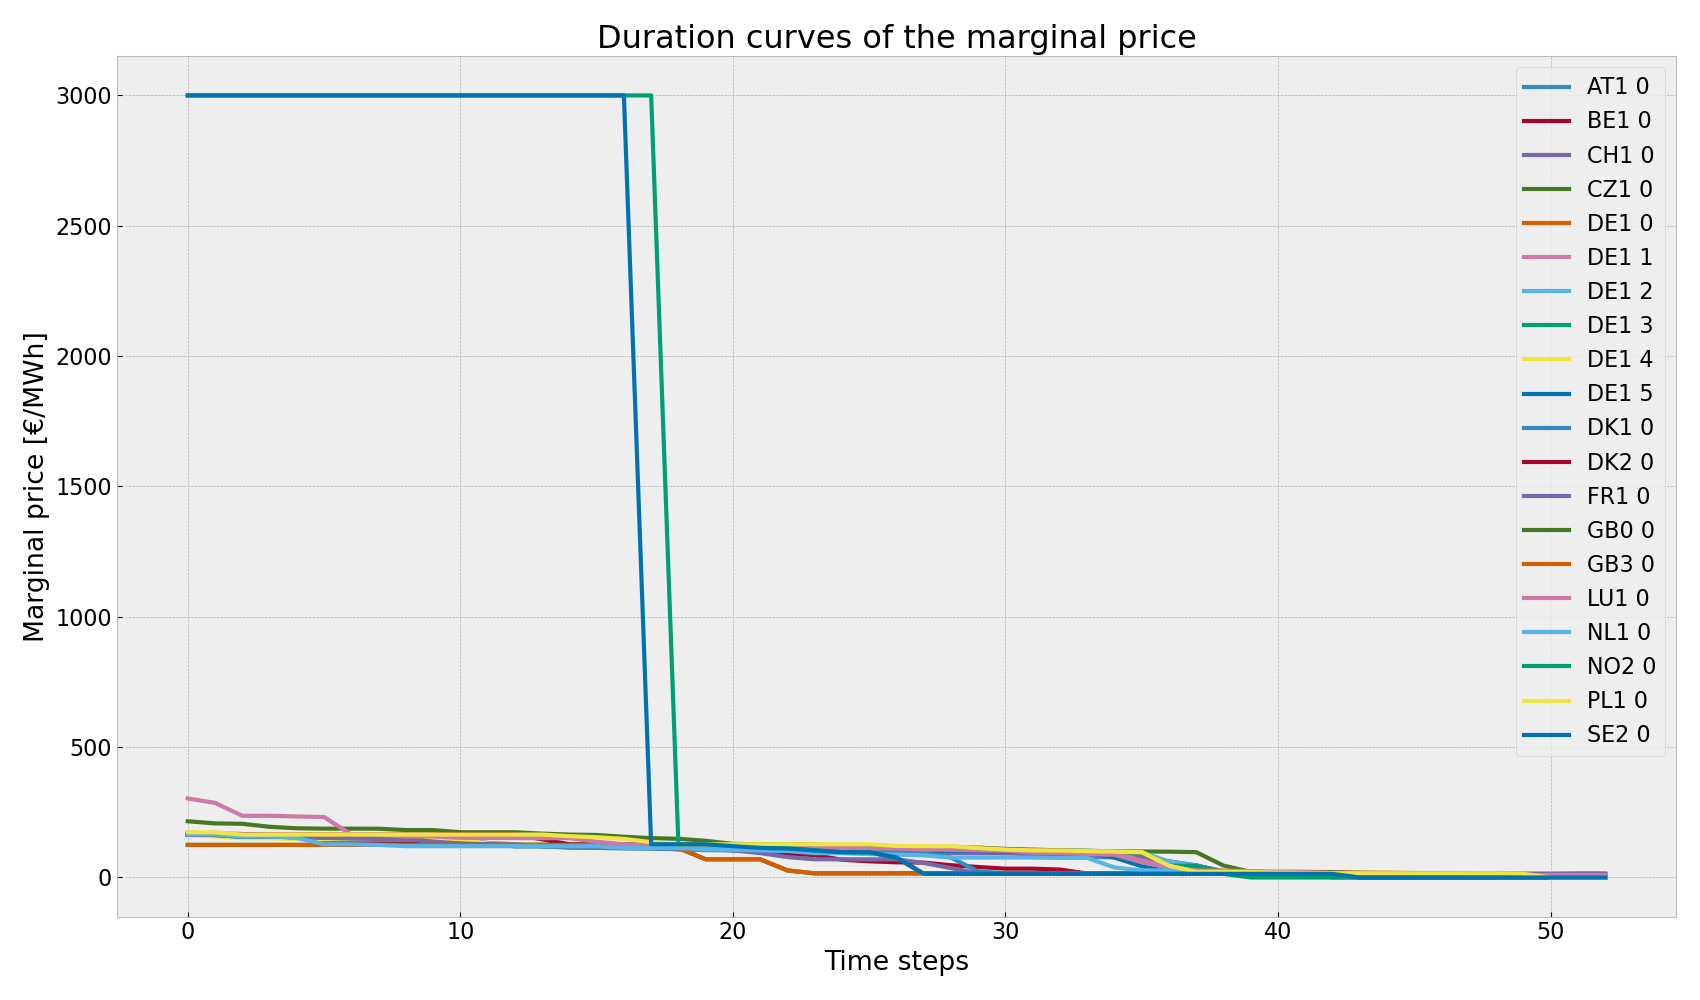 Duration curves of the marginal price
3000
2500
2000
1500
1000
500
0
Marginal price [€/MWh]
0 10 20 30 40 50
Time steps
AT1 0
BE1 0
CH1 0
CZ1 0
DE1 0
DE1 1
DE1 2
DE1 3
DE1 4
DE1 5
DK1 0
DK2 0
FR1 0
GB0 0
GB3 0
LU1 0
NL1 0
NO2 0
PL1 0
SE2 0